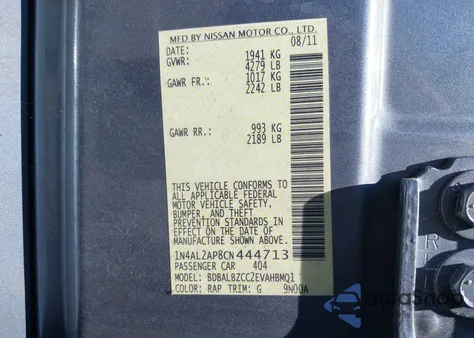 MFD BY NISSAN MOTOR CO., LTD.
DATE: 08/11
GVWR: 1941 KG
4279 LB
GAWR FR.: 1017 KG
2242 LB
GAWR RR.: 993 KG
2189 LB
THIS VEHICLE CONFORMS TO
ALL APPLICABLE FEDERAL
MOTOR VEHICLE SAFETY,
BUMPER, AND THEFT
PREVENTION STANDARDS IN
EFFECT ON THE DATE OF
MANUFACTURE SHOWN ABOVE.
1N4AL2AP8CN444713
PASSENGER CAR 404
MODEL: BDBALBZCC2EVAHBMQ1
COLOR: RAP TRIM: G 9N00A
R
autoSnap